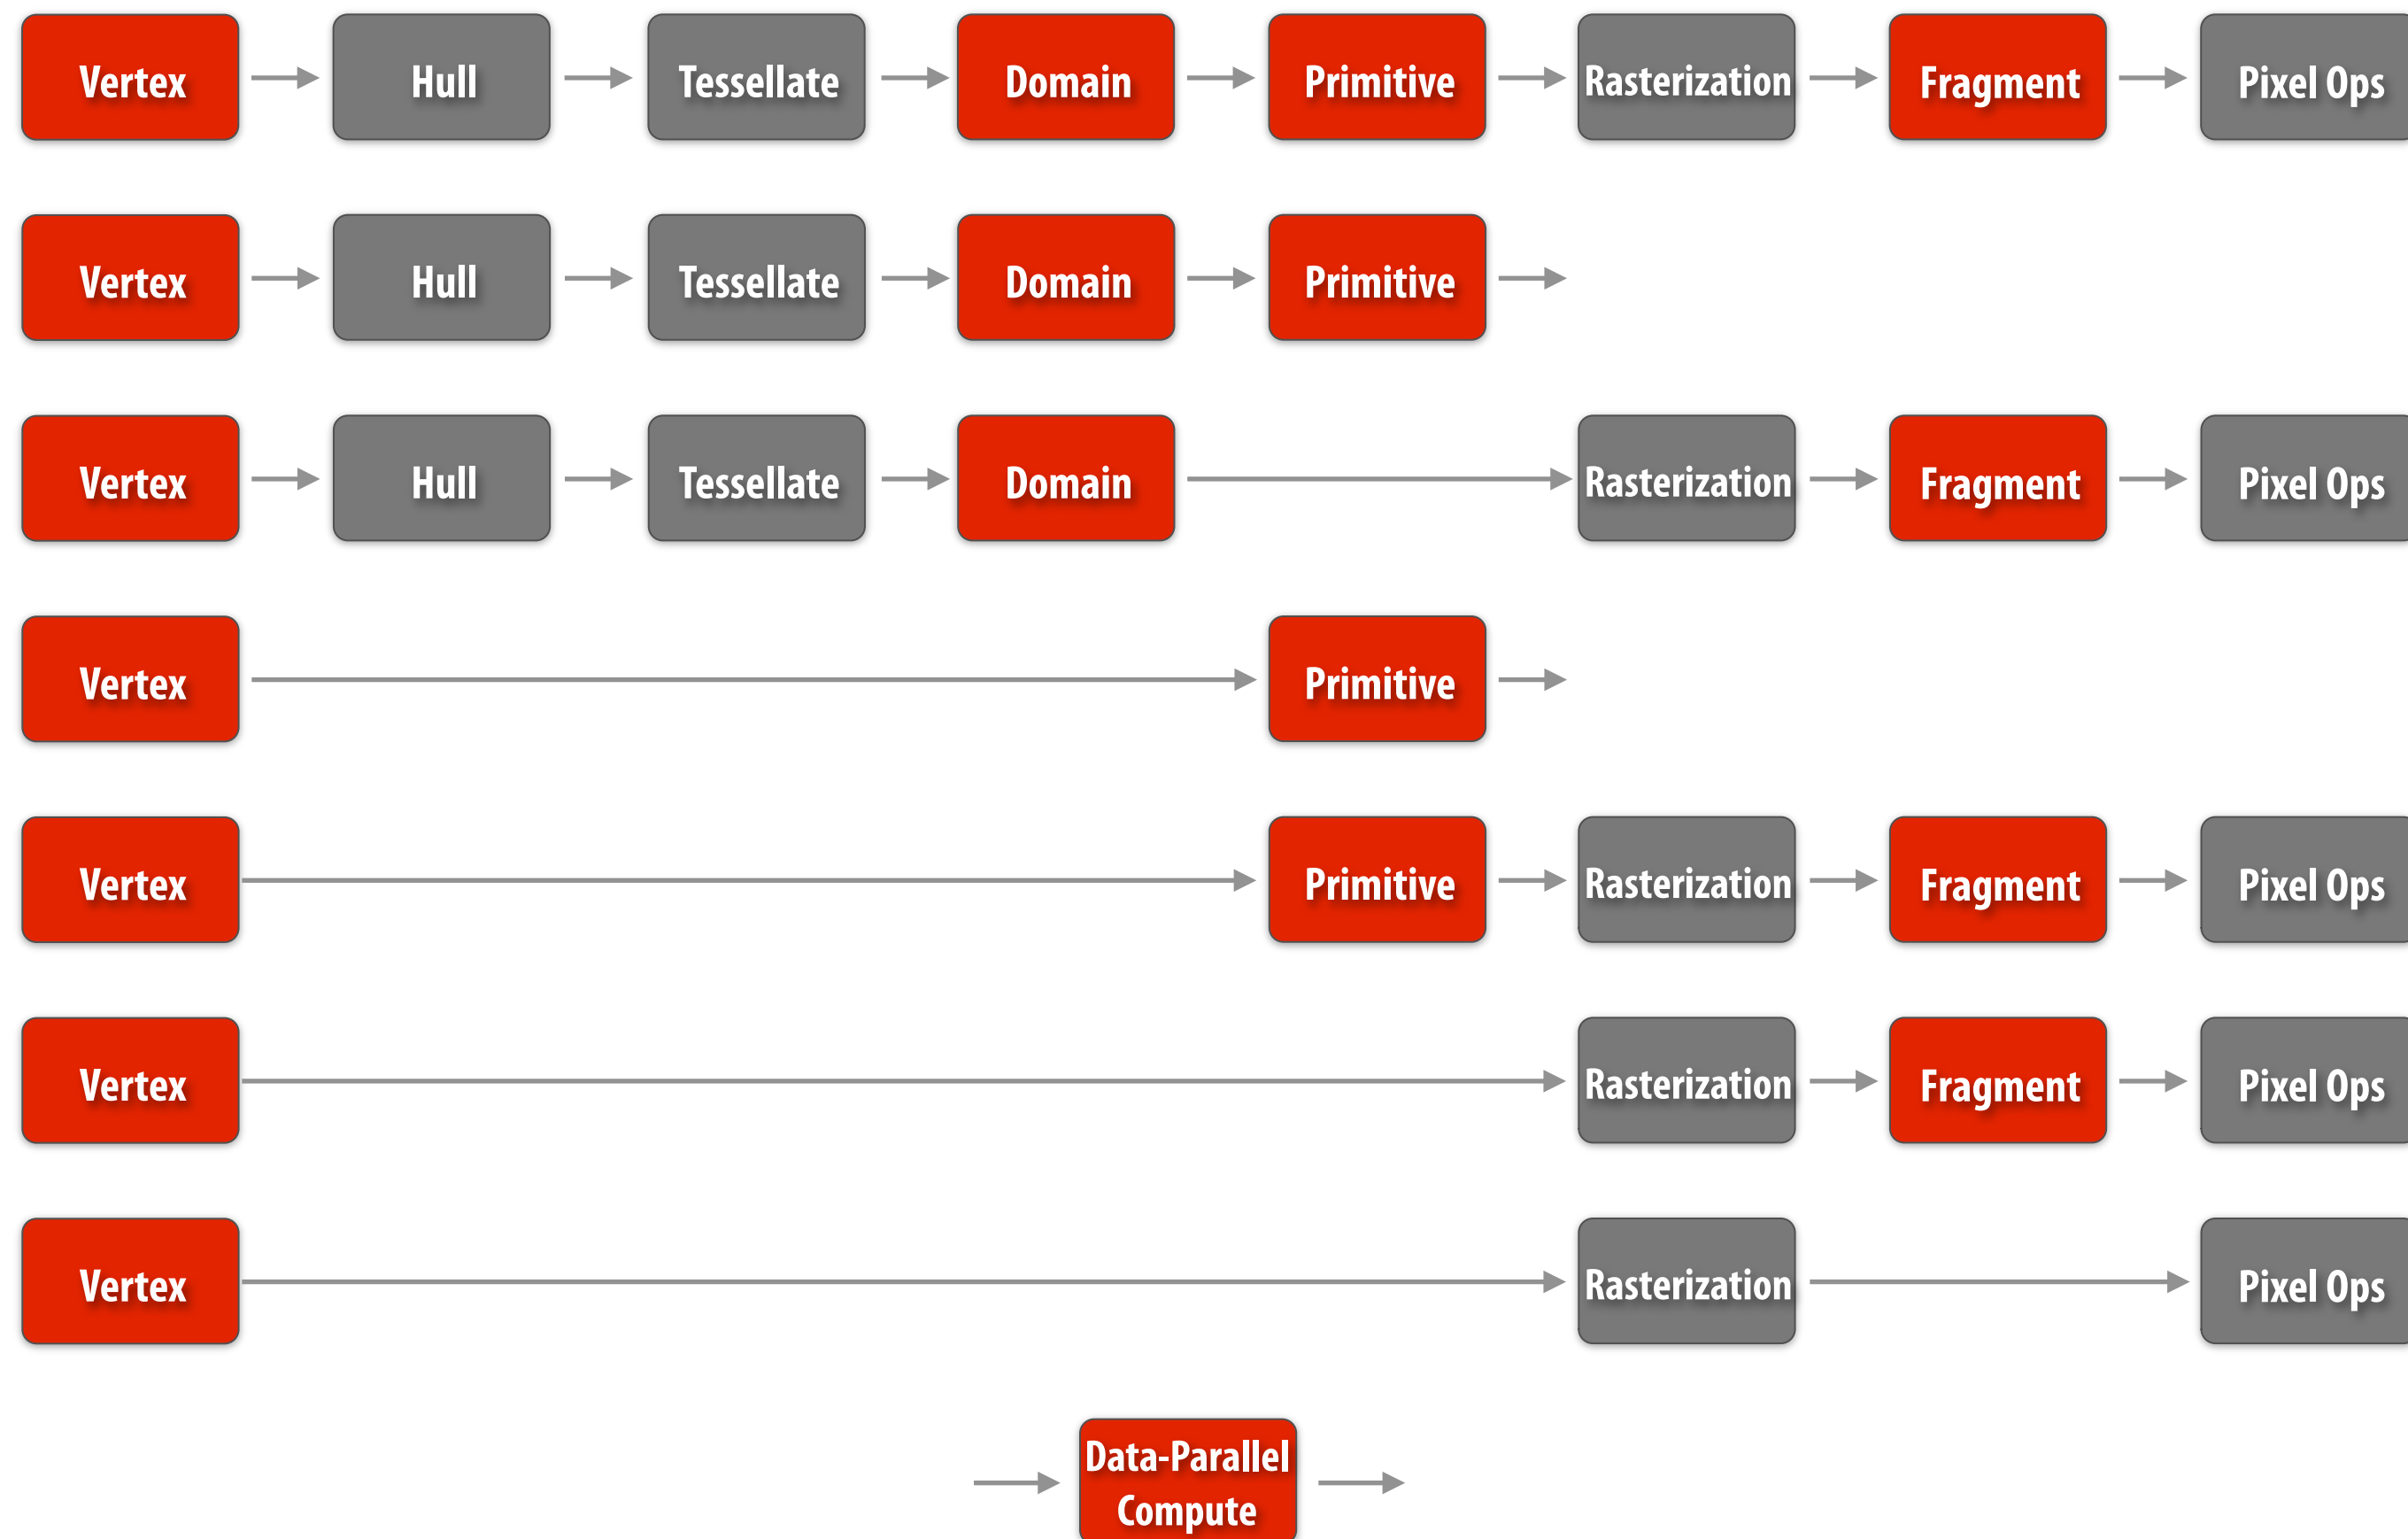 Vertex Hull Tessellate Domain Primitive Rasterization Fragment Pixel Ops
Vertex Hull Tessellate Domain Primitive
Vertex Hull Tessellate Domain Rasterization Fragment Pixel Ops
Vertex Primitive
Vertex Primitive Rasterization Fragment Pixel Ops
Vertex Rasterization Fragment Pixel Ops
Vertex Rasterization Pixel Ops
Data-Parallel
Compute